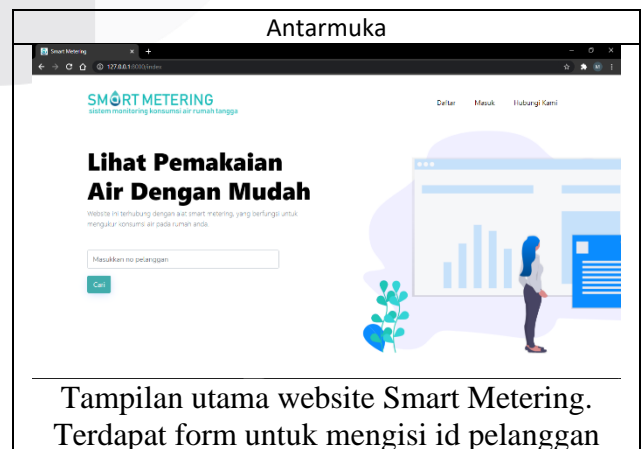 Antarmuka
Smart Metering
127.0.0.1:8080/index
SMART METERING
sistem monitoring konsumsi air rumah tangga
Daftar Masuk Hubungi Kami
Lihat Pemakaian
Air Dengan Mudah
Website ini terhubung dengan alat smart metering, yang berfungsi untuk
mengukur konsumsi air pada rumah anda.
Masukkan no pelanggan
Cari
Tampilan utama website Smart Metering.
Terdapat form untuk mengisi id pelanggan